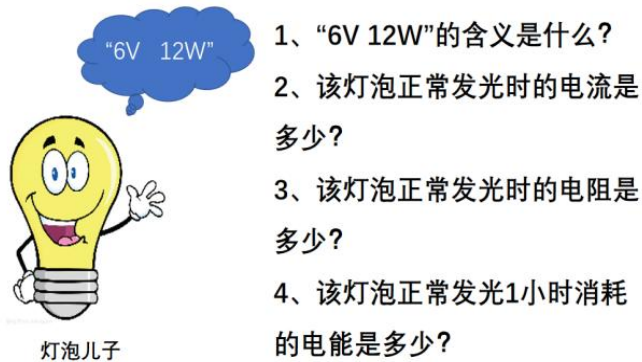 “6V 12W”
1、“6V 12W”的含义是什么?
2、该灯泡正常发光时的电流是
多少?
3、该灯泡正常发光时的电阻是
多少?
4、该灯泡正常发光1小时消耗
的电能是多少?
灯泡儿子